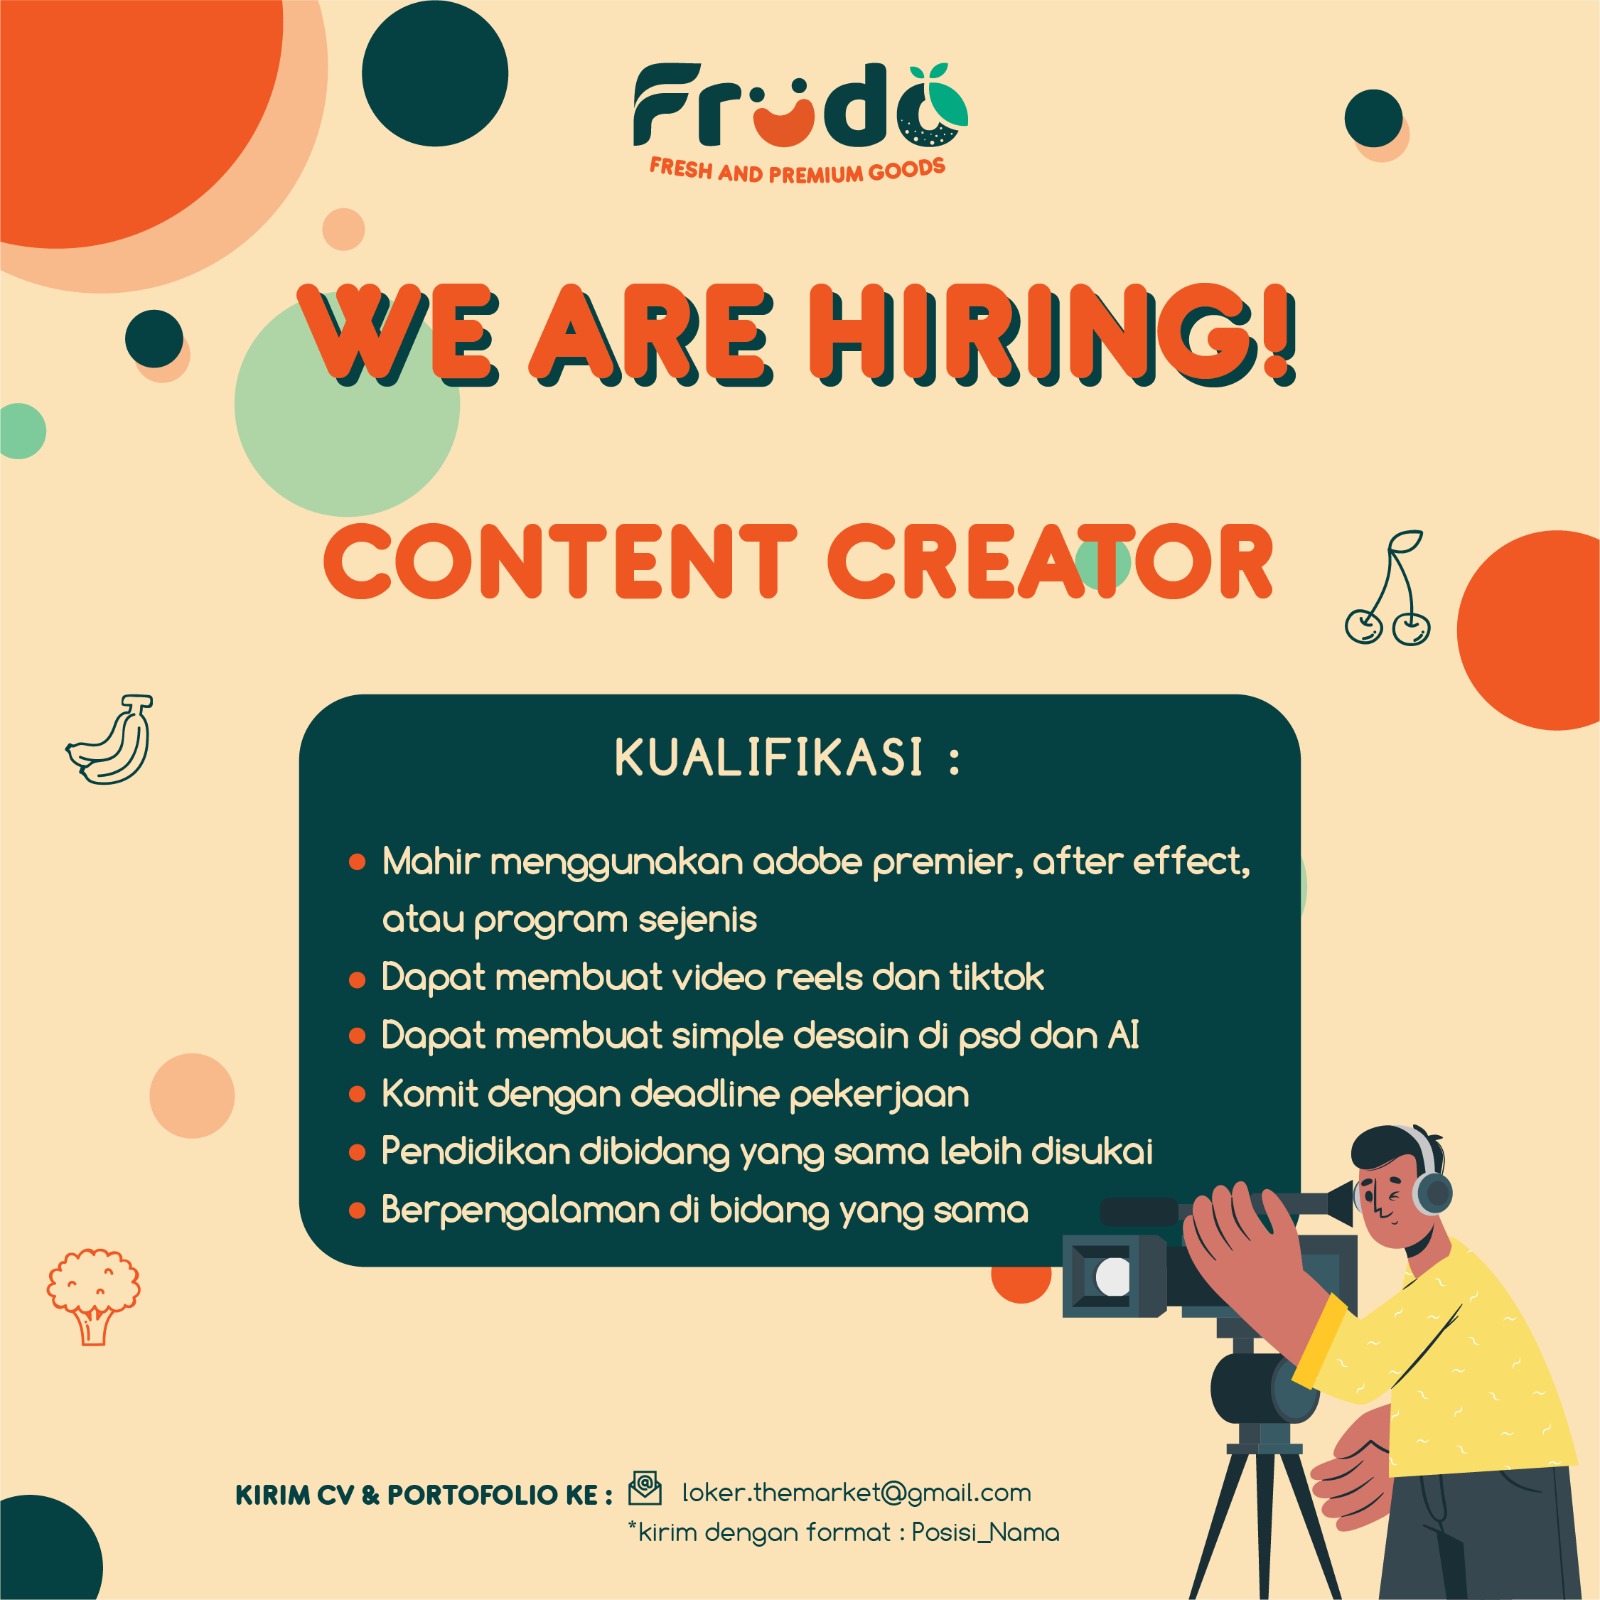 Frudo
FRESH AND PREMIUM GOODS
WE ARE HIRING!
CONTENT CREATOR
KUALIFIKASI :
Mahir menggunakan adobe premier, after effect,
atau program sejenis
Dapat membuat video reels dan tiktok
Dapat membuat simple desain di psd dan AI
Komit dengan deadline pekerjaan
Pendidikan dibidang yang sama lebih disukai
Berpengalaman di bidang yang sama
KIRIM CV & PORTOFOLIO KE : loker.themarket@gmail.com
*kirim dengan format : Posisi_Nama